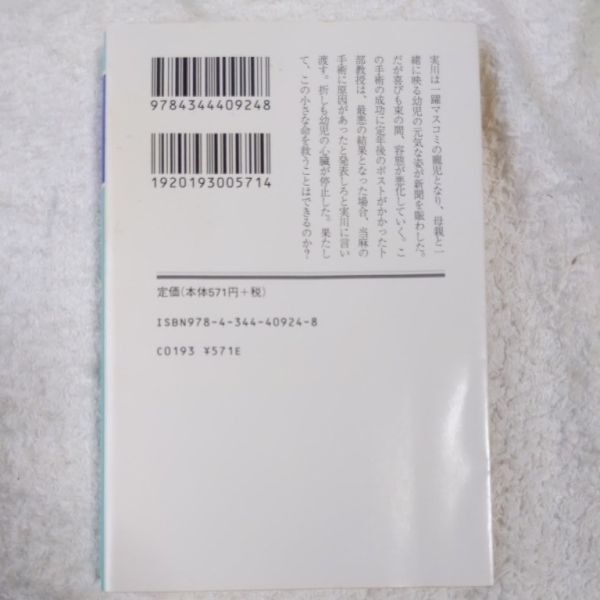 実川は一躍マスコミの寵児となり、母親と一
緒に映る幼児の元気な姿が新聞を賑わした。
だが喜びも束の間、容態が悪化していく。こ
の手術の成功に定年後のポストがかかったト
部教授は、最悪の結果となった場合、当麻の
手術に原因があったと発表しろと実川に言い
渡す。折しも幼児の心臓が停止した。果たし
て、この小さな命を救うことはできるのか?
9784344409248
1920193005714
定価(本体571円+税)
ISBN978-4-344-40924-8
C0193 ¥571E